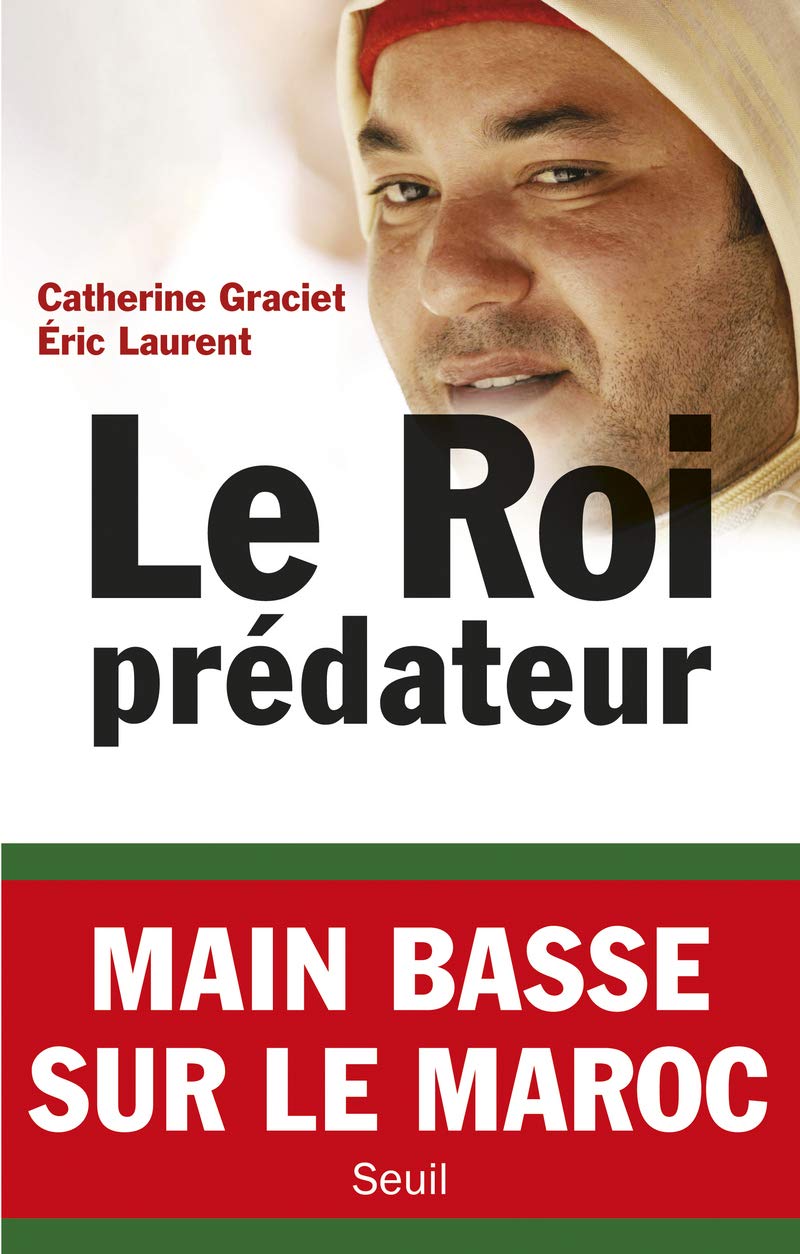 Catherine Graciet
Éric Laurent
Le Roi
prédateur
MAIN BASSE
SUR LE MAROC
Seuil